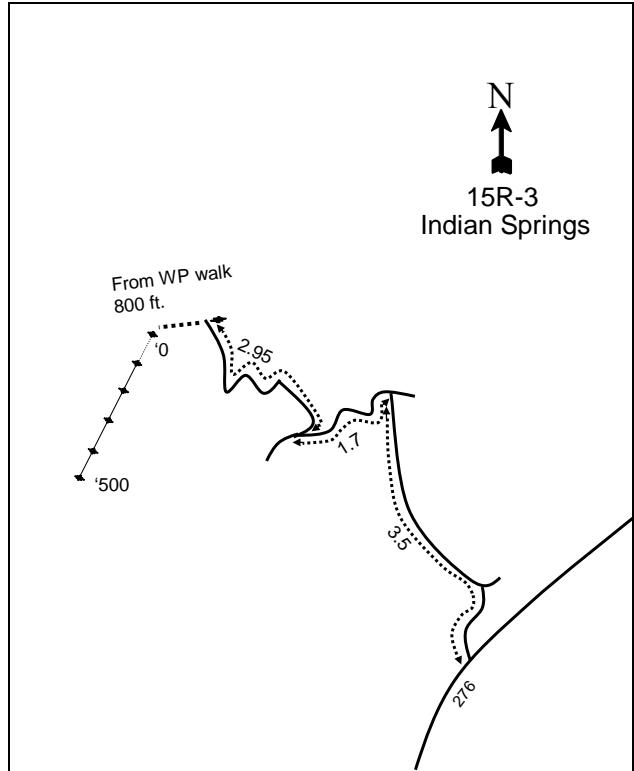 N
15R-3
Indian Springs
From WP walk
800 ft.
‘0
2.95
1.7
‘500
3.5
276